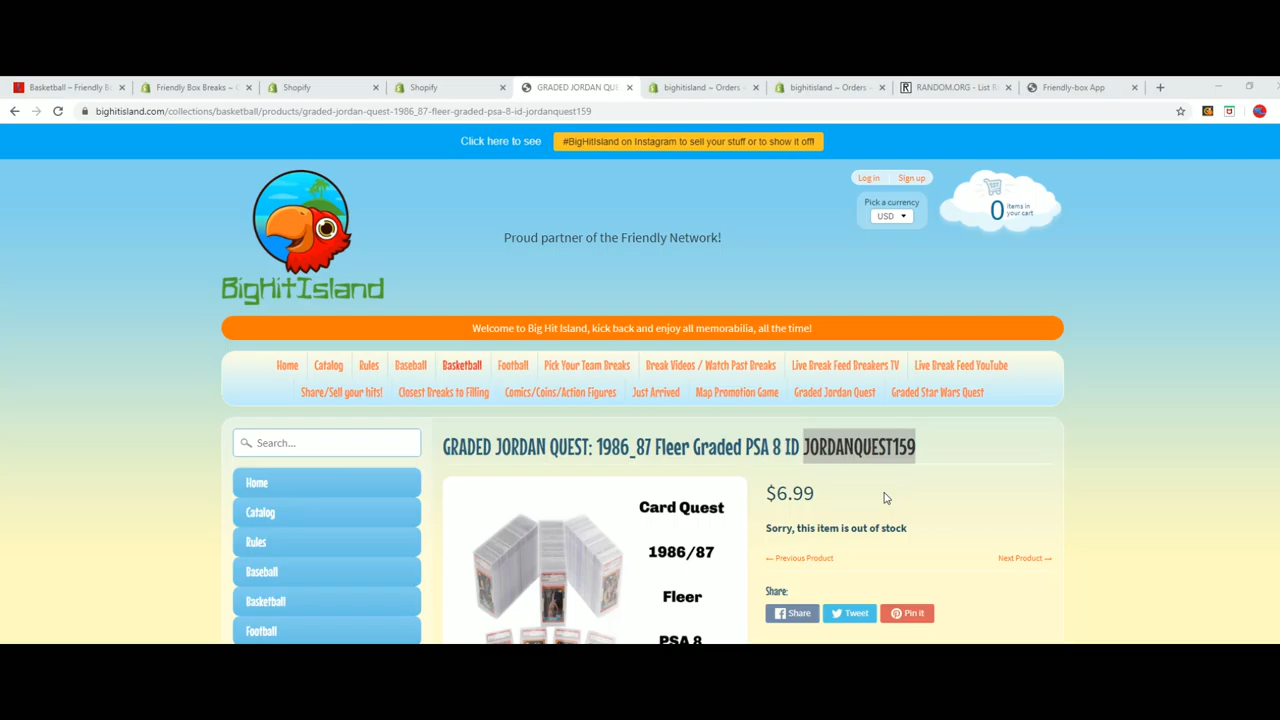 Basketball ~ Friendly B
Friendly Box Breaks ~ 
Shopify
Shopify
GRADED JORDAN QUE
bighitisland ~ Orders
bighitisland ~ Orders
RANDOM.ORG - List R
Friendly-box App
bighitisland.com/collections/basketball/products/graded-jordan-quest-1986_87-fleer-graded-psa-8-id-jordanquest159
Click here to see #BigHitIsland on Instagram to sell your stuff or to show it off!
Log in Sign up
Pick a currency
USD
0 items in your cart
Proud partner of the Friendly Network!
BigHitIsland
Welcome to Big Hit Island, kick back and enjoy all memorabilia, all the time!
Home Catalog Rules Baseball Basketball Football Pick Your Team Breaks Break Videos / Watch Past Breaks Live Break Feed Breakers TV Live Break Feed YouTube
Share/Sell your hits! Closest Breaks to Filling Comics/Coins/Action Figures Just Arrived Map Promotion Game Graded Jordan Quest Graded Star Wars Quest
Search...
GRADED JORDAN QUEST: 1986_87 Fleer Graded PSA 8 ID JORDANQUEST159
Home
Catalog
Rules
Baseball
Basketball
Football
Card Quest
1986/87
Fleer
PSA 8
$6.99
Sorry, this item is out of stock
← Previous Product Next Product →
Share:
Share Tweet Pin it